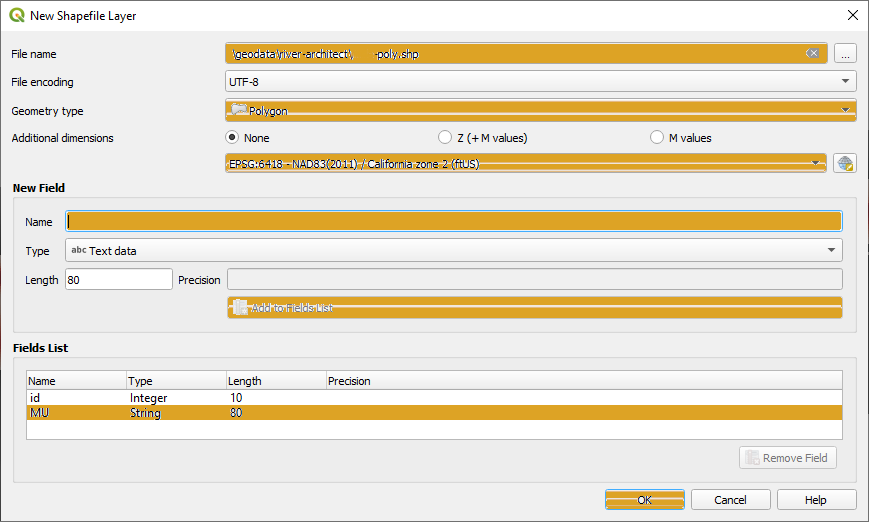 New Shapefile Layer
File name \geodata\river-architect\, -poly.shp ...
File encoding UTF-8
Geometry type Polygon
Additional dimensions None Z (+M values) M values
EPSG:6418 - NAD83(2011) / California zone 2 (ftUS)
New Field
Name
Type abc Text data
Length 80 Precision
Add to Fields List
Fields List
Name Type Length Precision
id Integer 10
MU String 80
Remove Field
OK Cancel Help